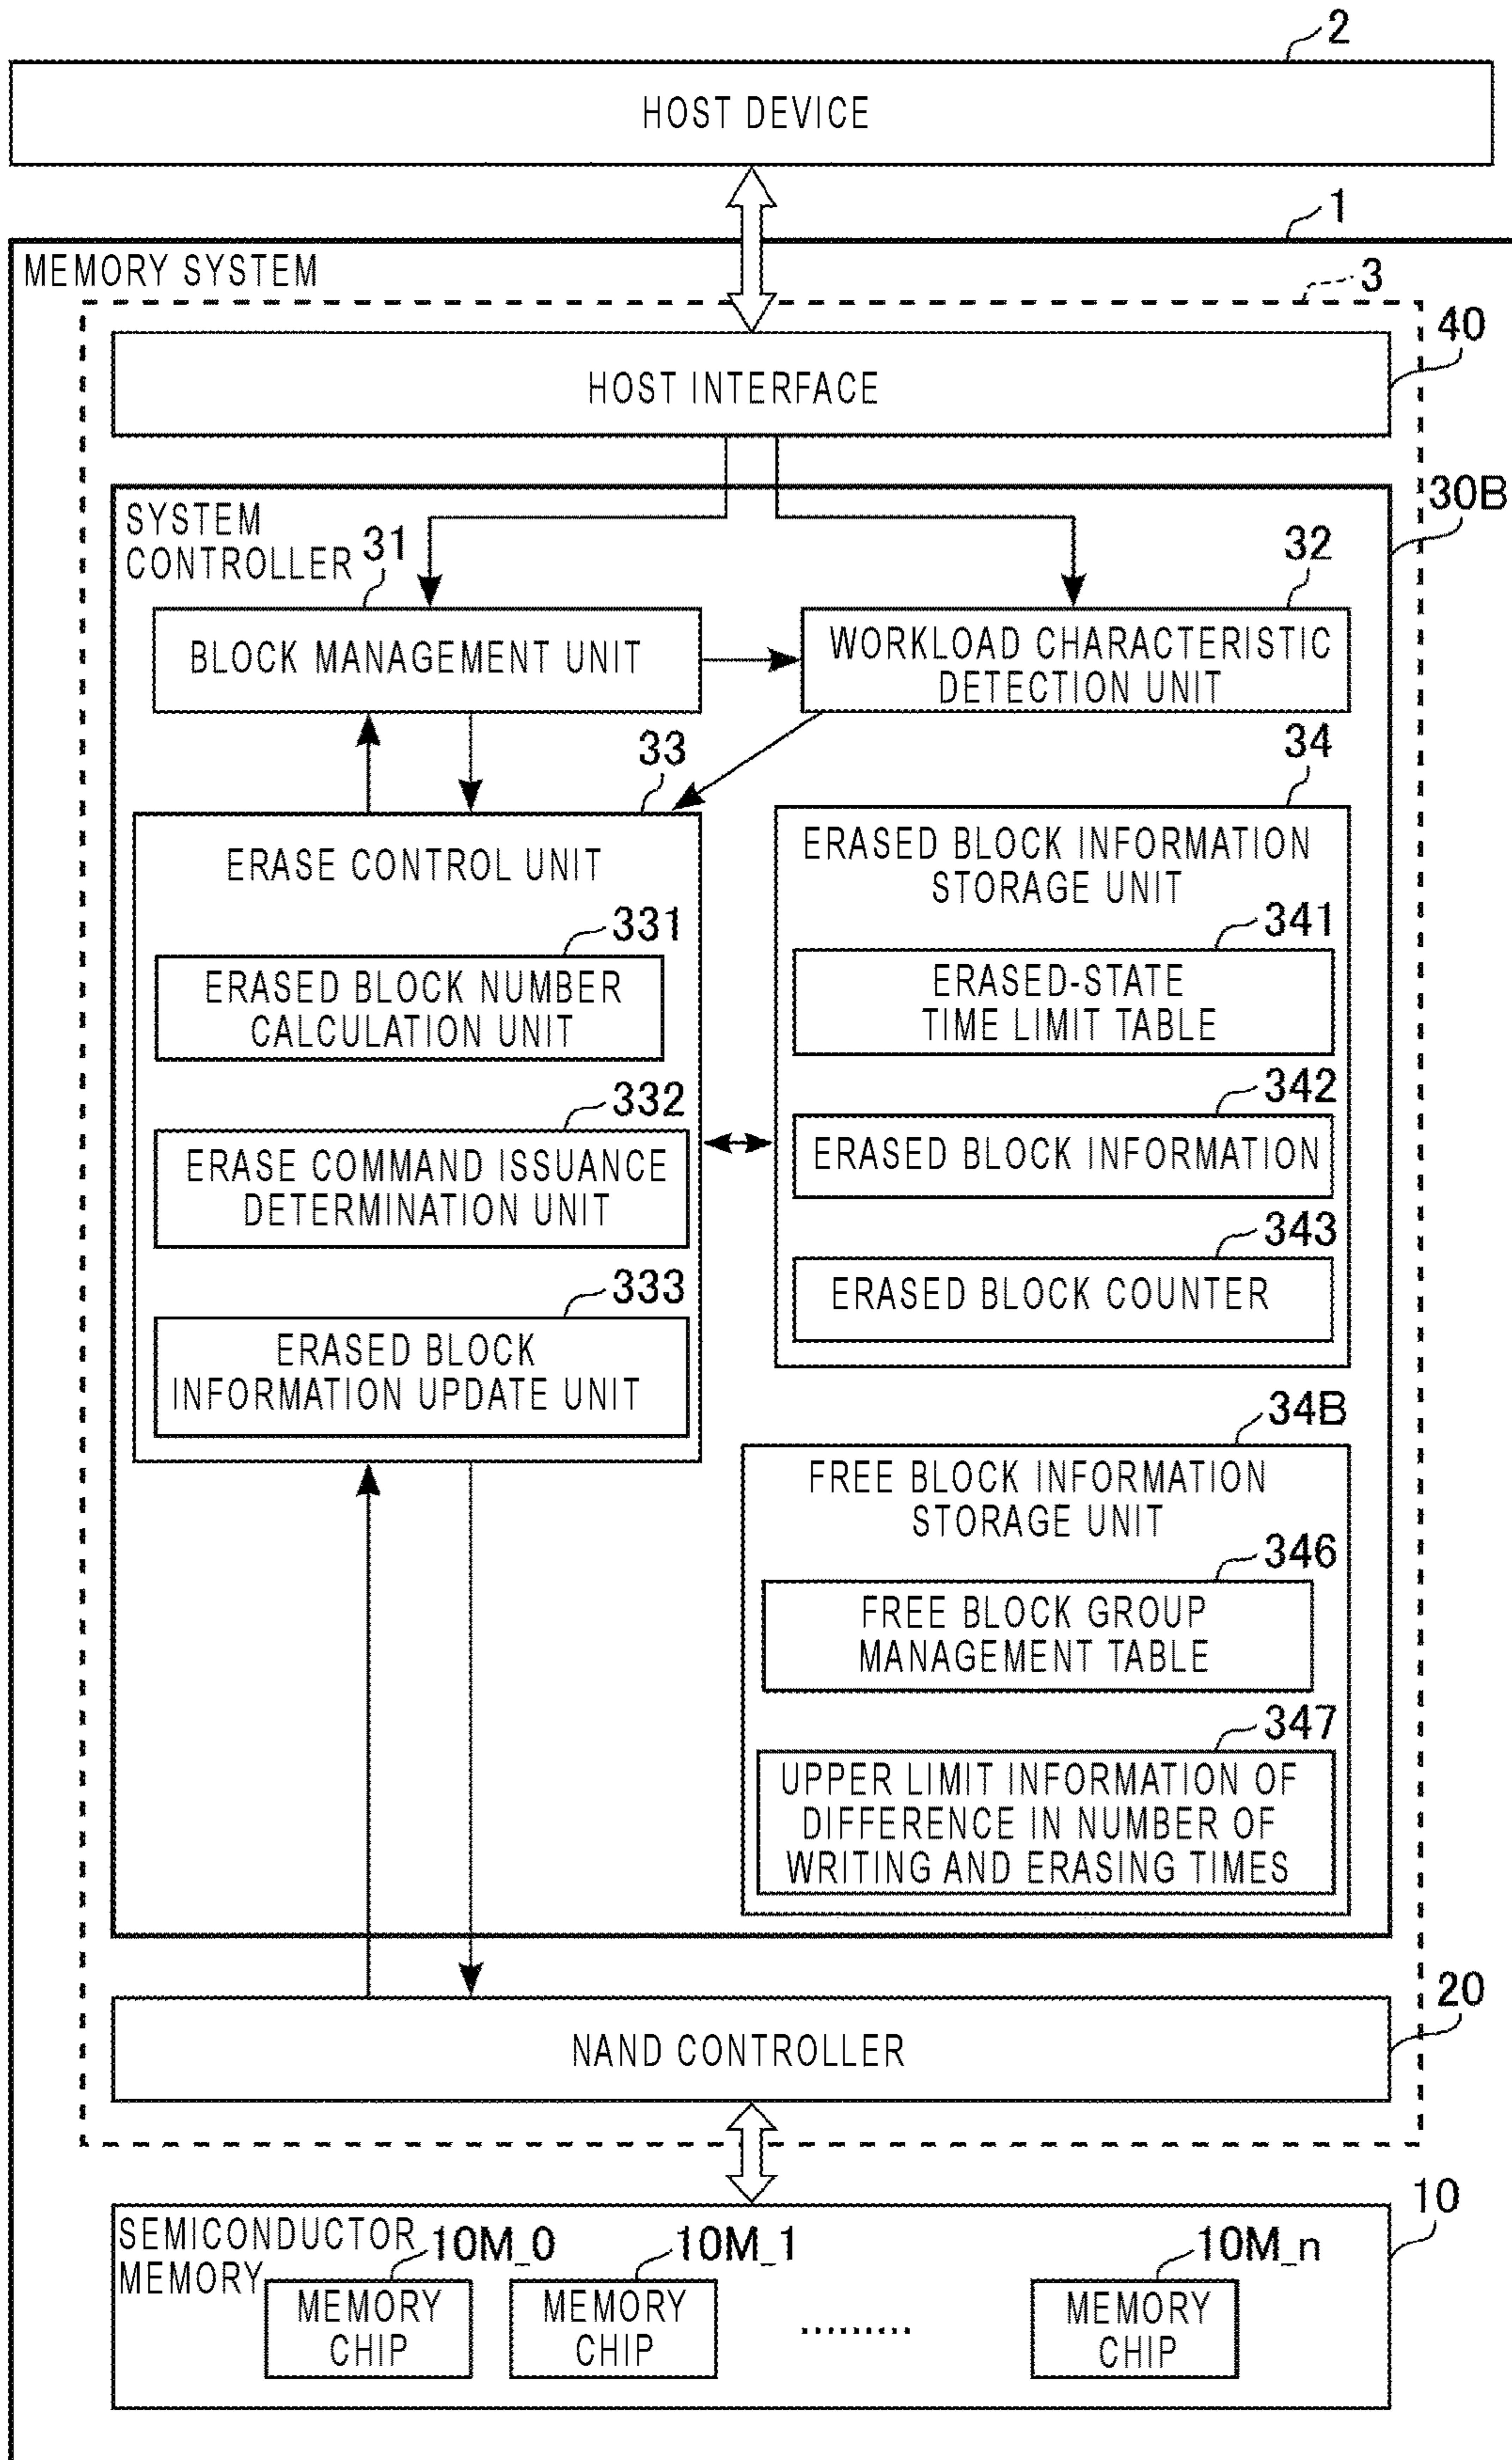 2
HOST DEVICE
1
MEMORY SYSTEM
3
40
HOST INTERFACE
30B
SYSTEM
CONTROLLER
31
BLOCK MANAGEMENT UNIT
32
WORKLOAD CHARACTERISTIC
DETECTION UNIT
33
ERASE CONTROL UNIT
331
ERASED BLOCK NUMBER
CALCULATION UNIT
332
ERASE COMMAND ISSUANCE
DETERMINATION UNIT
333
ERASED BLOCK
INFORMATION UPDATE UNIT
34
ERASED BLOCK INFORMATION
STORAGE UNIT
341
ERASED-STATE
TIME LIMIT TABLE
342
ERASED BLOCK INFORMATION
343
ERASED BLOCK COUNTER
34B
FREE BLOCK INFORMATION
STORAGE UNIT
346
FREE BLOCK GROUP
MANAGEMENT TABLE
347
UPPER LIMIT INFORMATION OF
DIFFERENCE IN NUMBER OF
WRITING AND ERASING TIMES
20
NAND CONTROLLER
10
SEMICONDUCTOR
MEMORY
10M_0
MEMORY
CHIP
10M_1
MEMORY
CHIP
.........
10M_n
MEMORY
CHIP